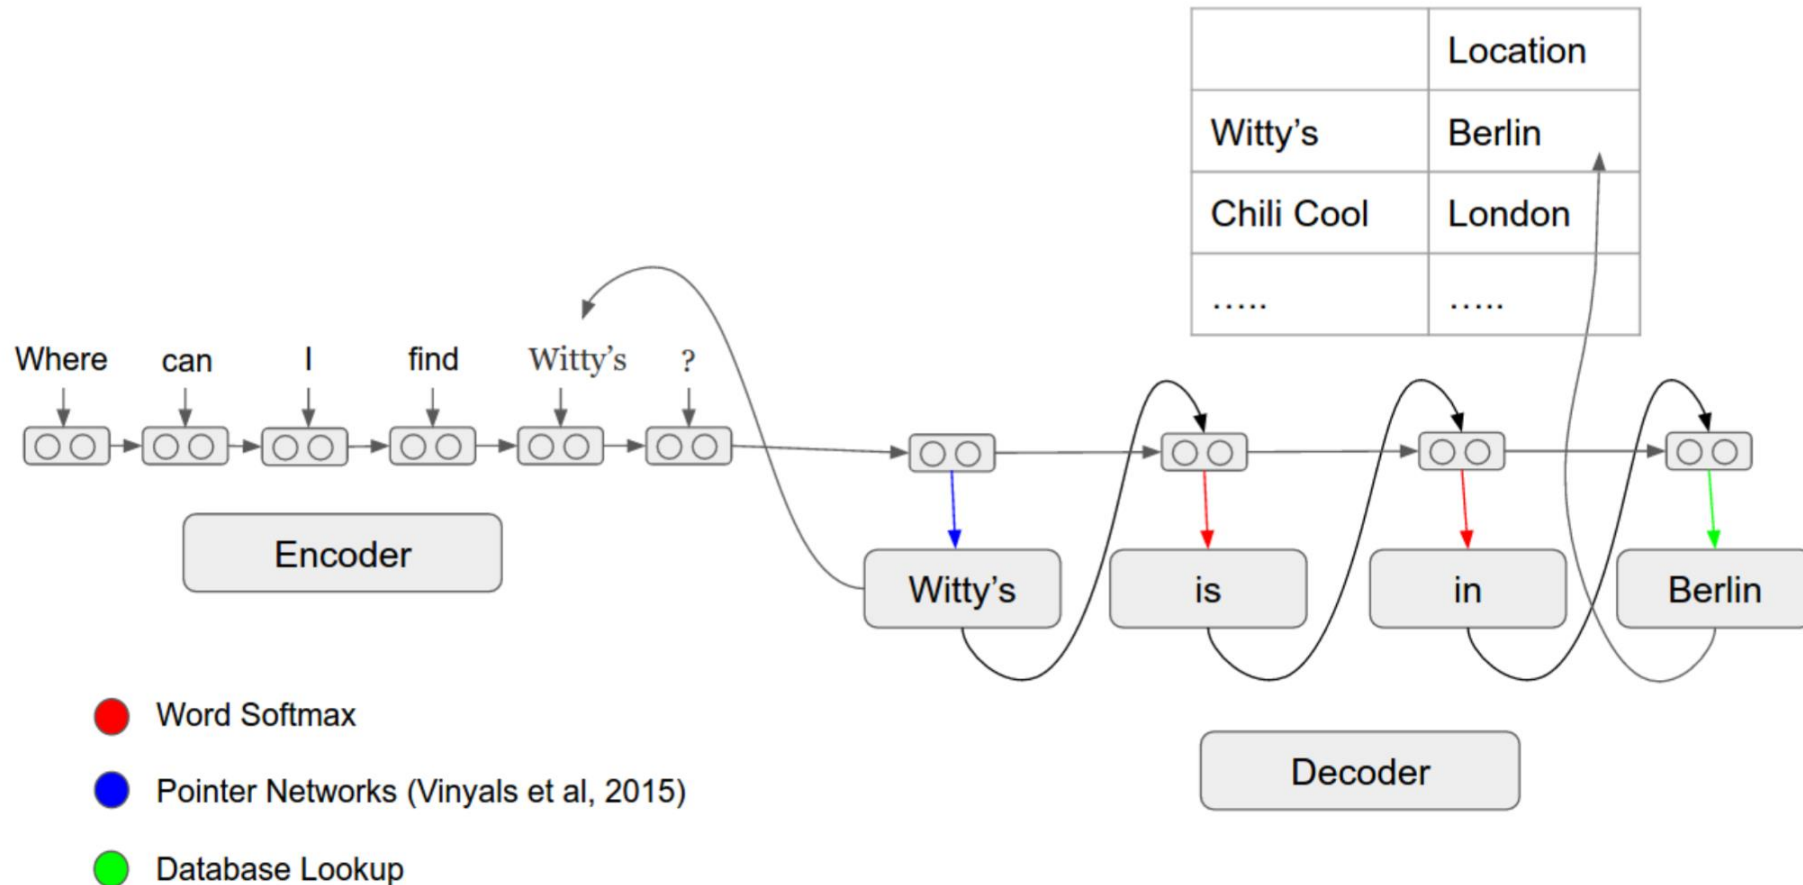 Location
Witty’s Berlin
Chili Cool London
..... .....
Where can I find Witty’s ?
Encoder
Witty’s is in Berlin
Decoder
Word Softmax
Pointer Networks (Vinyals et al, 2015)
Database Lookup